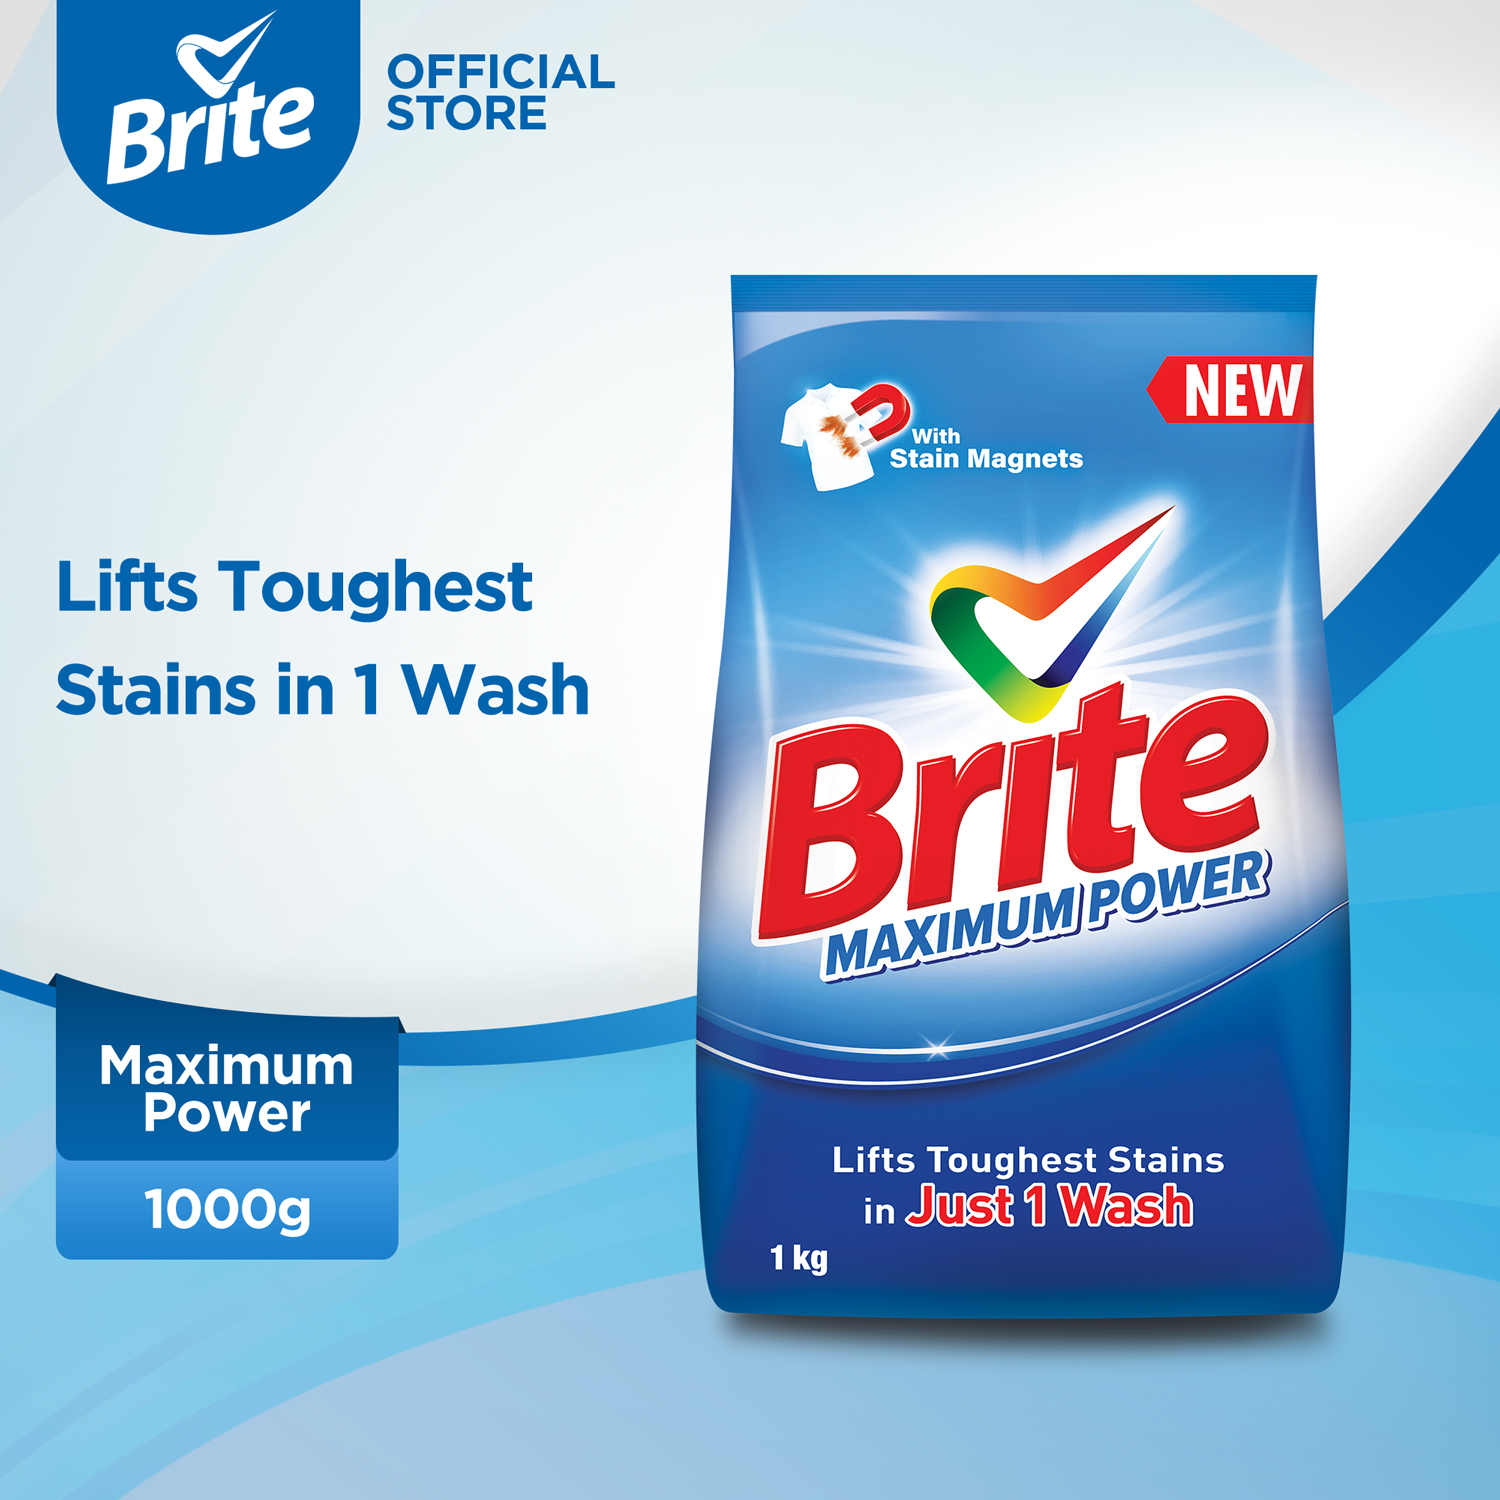 Brite
OFFICIAL
STORE
Lifts Toughest
Stains in 1 Wash
Maximum
Power
1000g
NEW
With
Stain Magnets
Brite
MAXIMUM POWER
Lifts Toughest Stains
in Just 1 Wash
1 kg